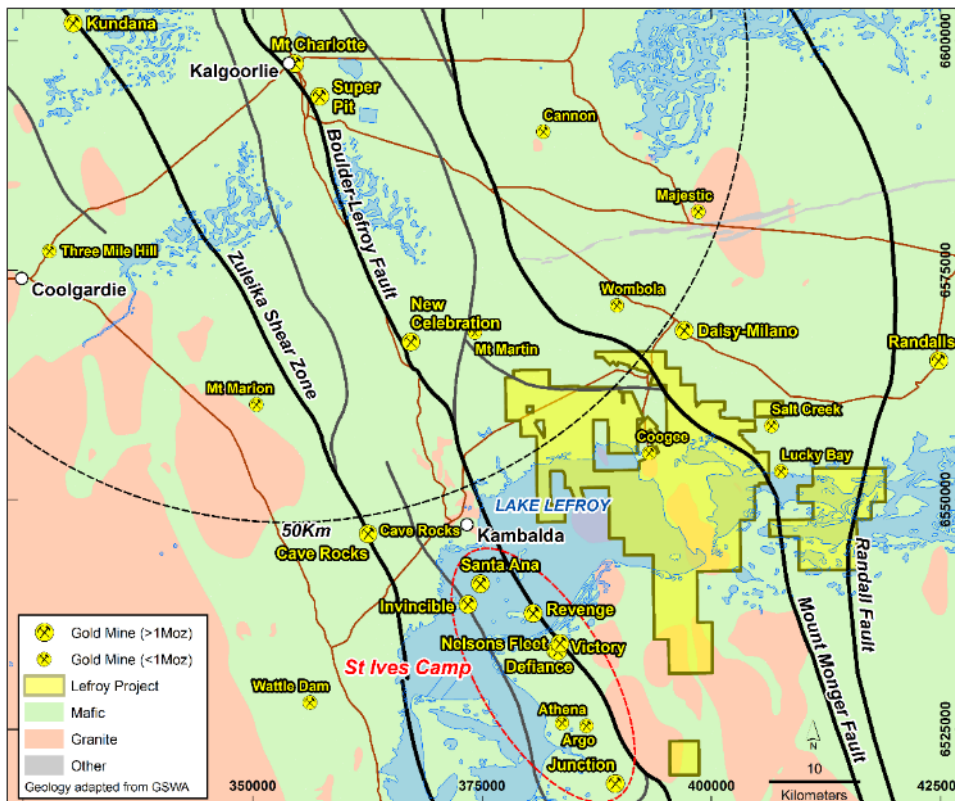 Kundana
Mt Charlotte
Kalgoorlie
Super
Pit
Cannon
6600000
Boulder-Lefroy Fault
Majestic
Three Mile Hill
Coolgardie
Zuleika Shear Zone
Wombola
6575000
New
Celebration
Mt Martin
Daisy-Milano
Randalls
Mt Marion
Salt Creek
Coogee
Lucky Bay
LAKE LEFROY
6550000
50Km
Cave Rocks
Cave Rocks
Kambalda
Santa Ana
Invincible
Revenge
Randall Fault
Nelsons Fleet
Victory
Defiance
St Ives Camp
Mount Monger Fault
Wattle Dam
Athena
Argo
Junction
6525000
Gold Mine (>1Moz)
Gold Mine (<1Moz)
Lefroy Project
Mafic
Granite
Other
Geology adapted from GSWA
N
10
Kilometers
350000
375000
400000
425000